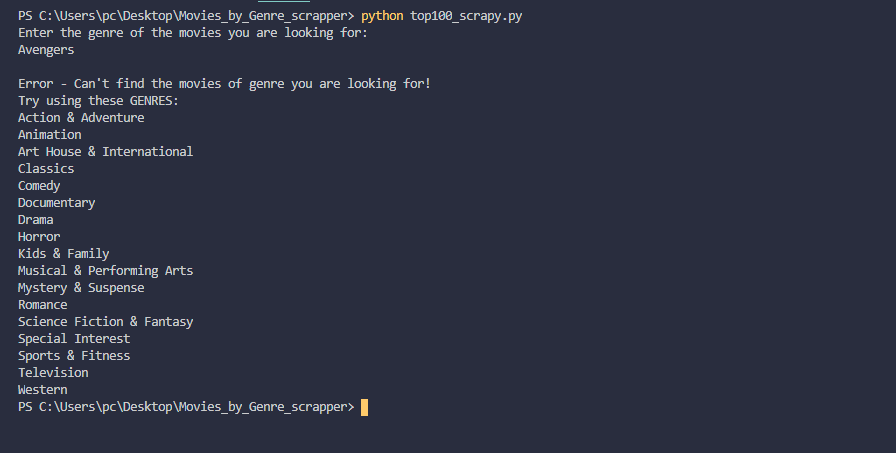 PS C:\Users\pc\Desktop\Movies_by_Genre_scrapper> python top100_scrapy.py
Enter the genre of the movies you are looking for:
Avengers
Error - Can't find the movies of genre you are looking for!
Try using these GENRES:
Action & Adventure
Animation
Art House & International
Classics
Comedy
Documentary
Drama
Horror
Kids & Family
Musical & Performing Arts
Mystery & Suspense
Romance
Science Fiction & Fantasy
Special Interest
Sports & Fitness
Television
Western
PS C:\Users\pc\Desktop\Movies_by_Genre_scrapper>